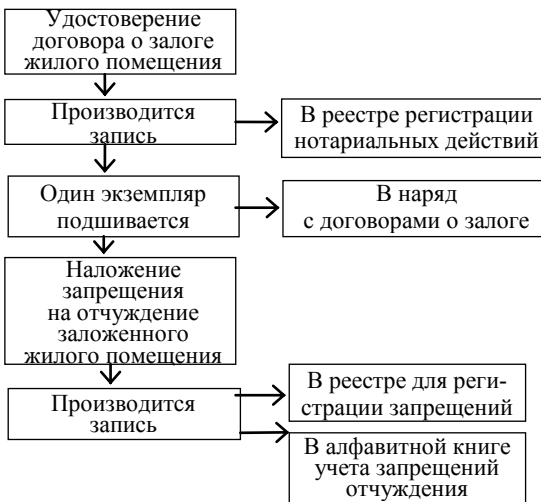 Удостоверение
договора о залоге
жилого помещения
Производится
запись
В реестре регистрации
нотариальных действий
Один экземпляр
подшивается
В наряд
с договорами о залоге
Наложение
запрещения
на отчуждение
заложенного
жилого помещения
Производится
запись
В реестре для реги-
страции запрещений
В алфавитной книге
учета запрещений
отчуждения